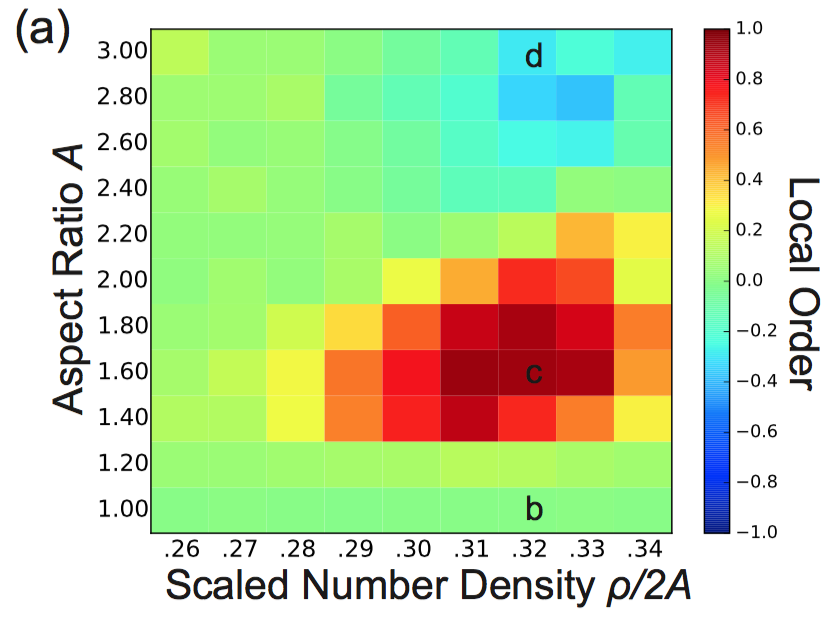 (a)
3.00
2.80
2.60
2.40
2.20
2.00
1.80
1.60
1.40
1.20
1.00
Aspect Ratio A
d
c
b
.26 .27 .28 .29 .30 .31 .32 .33 .34
Scaled Number Density ρ/2A
1.0
0.8
0.6
0.4
0.2
0.0
−0.2
−0.4
−0.6
−0.8
−1.0
Local Order